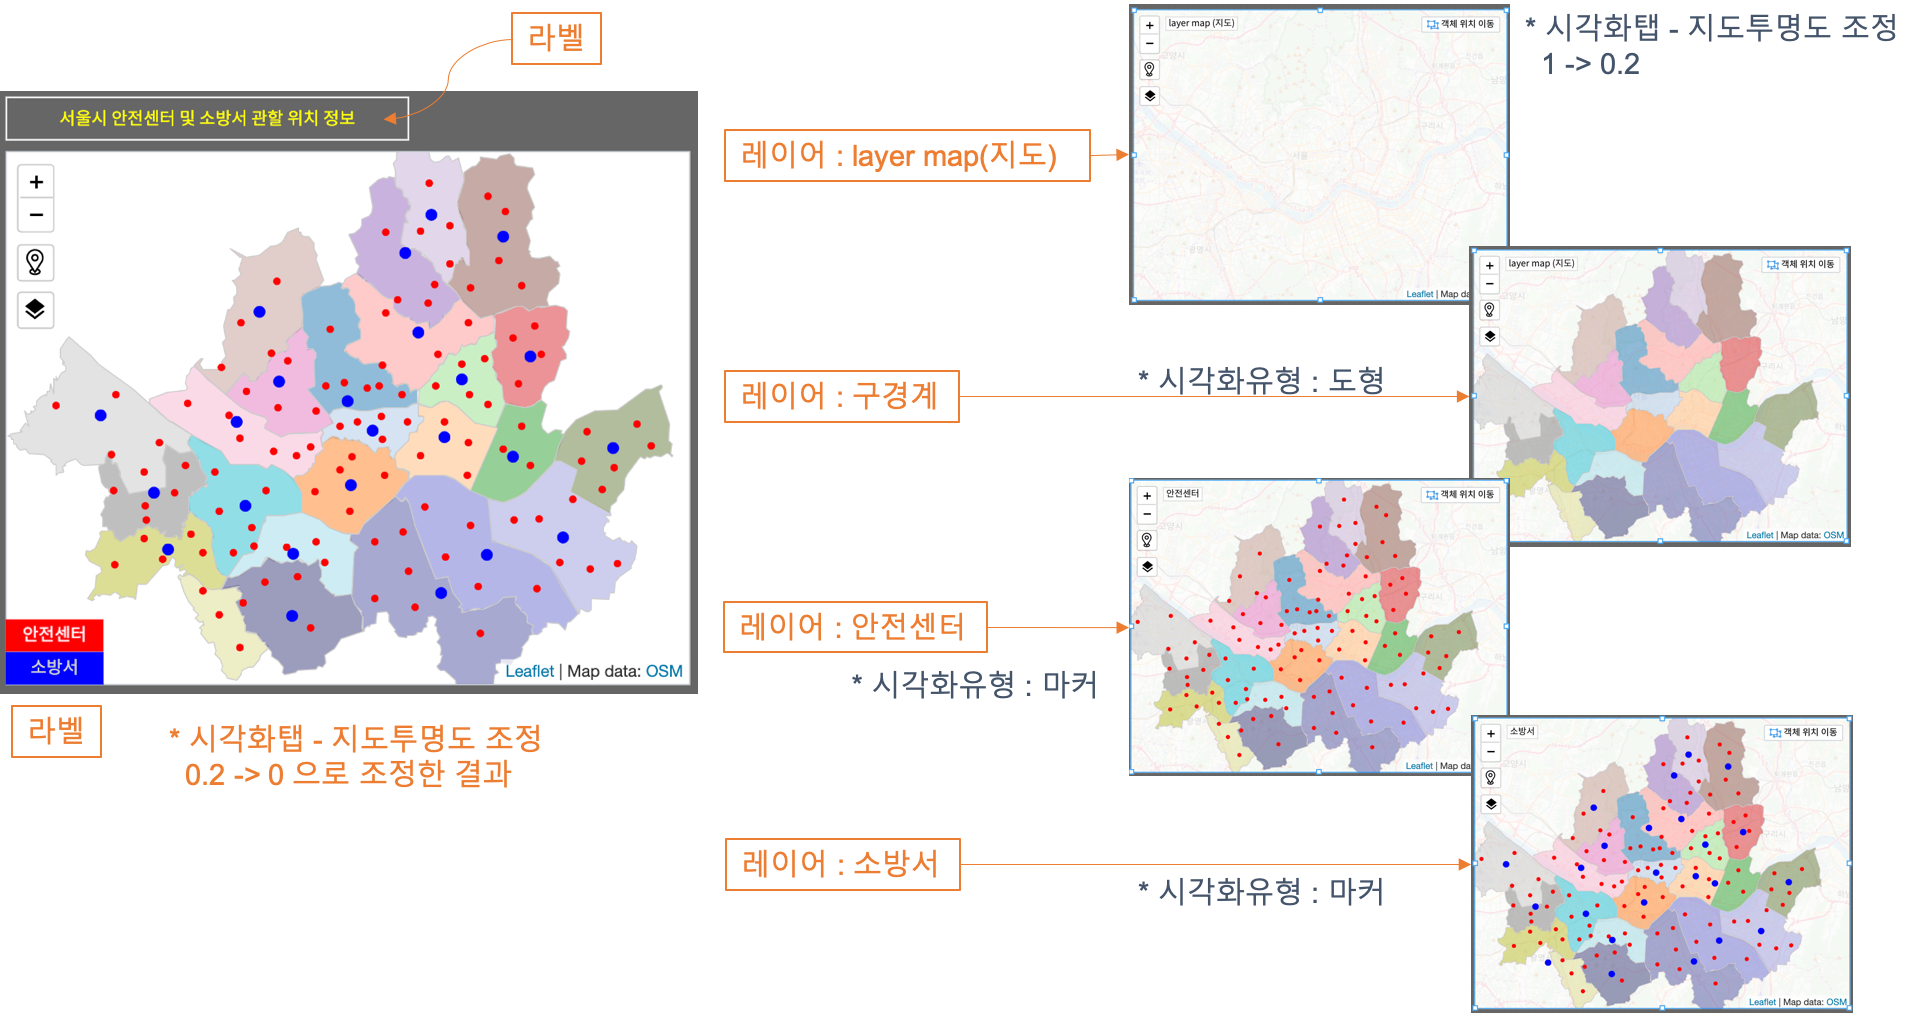 라벨
서울시 안전센터 및 소방서 관할 위치 정보
+
−
안전센터
소방서
Leaflet | Map data: OSM
라벨
* 시각화탭 - 지도투명도 조정
0.2 -> 0 으로 조정한 결과
레이어 : layer map(지도)
+
−
layer map (지도)
객체 위치 이동
서울
Leaflet | Map da
* 시각화탭 - 지도투명도 조정
1 -> 0.2
레이어 : 구경계
* 시각화유형 : 도형
+
−
layer map (지도)
객체 위치 이동
Leaflet | Map data: OSM
레이어 : 안전센터
* 시각화유형 : 마커
+
−
안전센터
객체 위치 이동
Leaflet | Map da
레이어 : 소방서
* 시각화유형 : 마커
+
−
소방서
객체 위치 이동
Leaflet | Map data: OSM